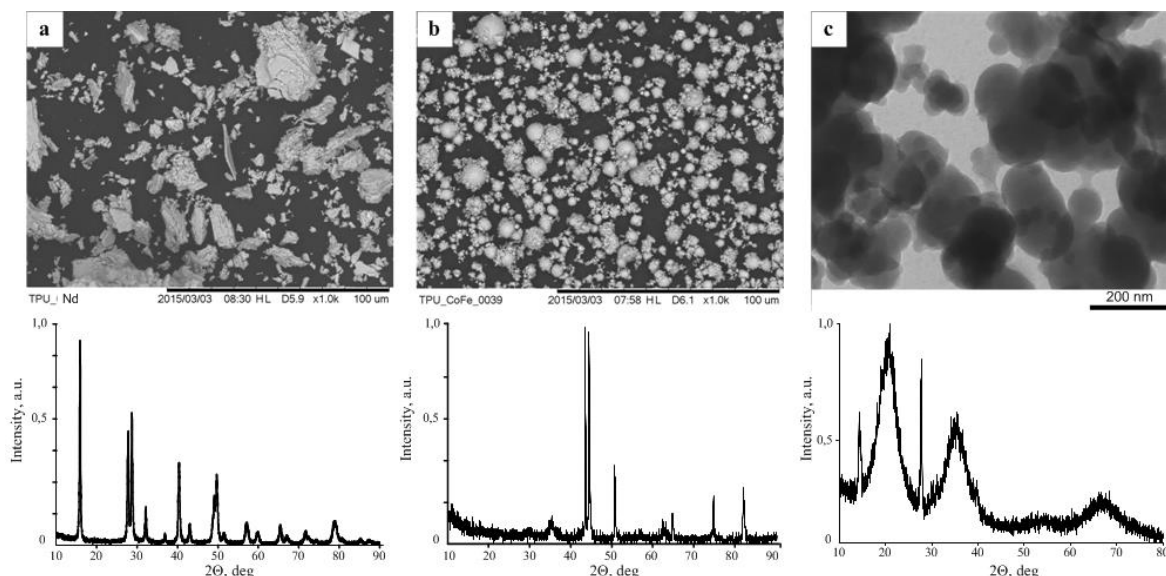 a
TPU_ Nd 2015/03/03 08:30 HL D5.9 x1.0k 100 um
b
TPU_CoFe_0039 2015/03/03 07:58 HL D6.1 x1.0k 100 um
c
200 nm
Intensity, a.u.
1,0
0,5
0
10 20 30 40 50 60 70 80 90
2Θ, deg
Intensity, a.u.
1,0
0,5
0
10 20 30 40 50 60 70 80 90
2Θ, deg
Intensity, a.u.
1,0
0,5
0
10 20 30 40 50 60 70 80
2Θ, deg